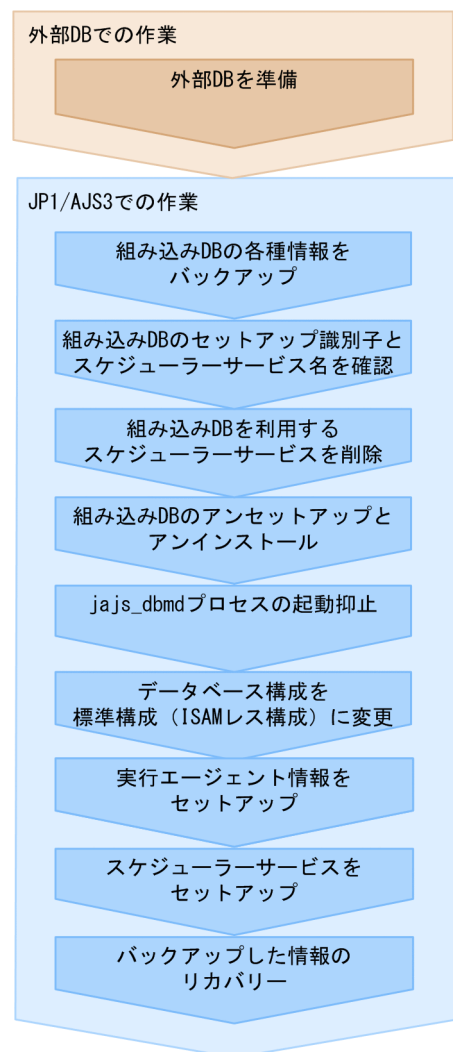 外部DBでの作業
外部DBを準備
JP1/AJS3での作業
組み込みDBの各種情報を
バックアップ
組み込みDBのセットアップ識別子と
スケジューラーサービス名を確認
組み込みDBを利用する
スケジューラーサービスを削除
組み込みDBのアンセットアップと
アンインストール
jajs_dbmdプロセスの起動抑止
データベース構成を
標準構成（ISAMレス構成）に変更
実行エージェント情報を
セットアップ
スケジューラーサービスを
セットアップ
バックアップした情報の
リカバリー